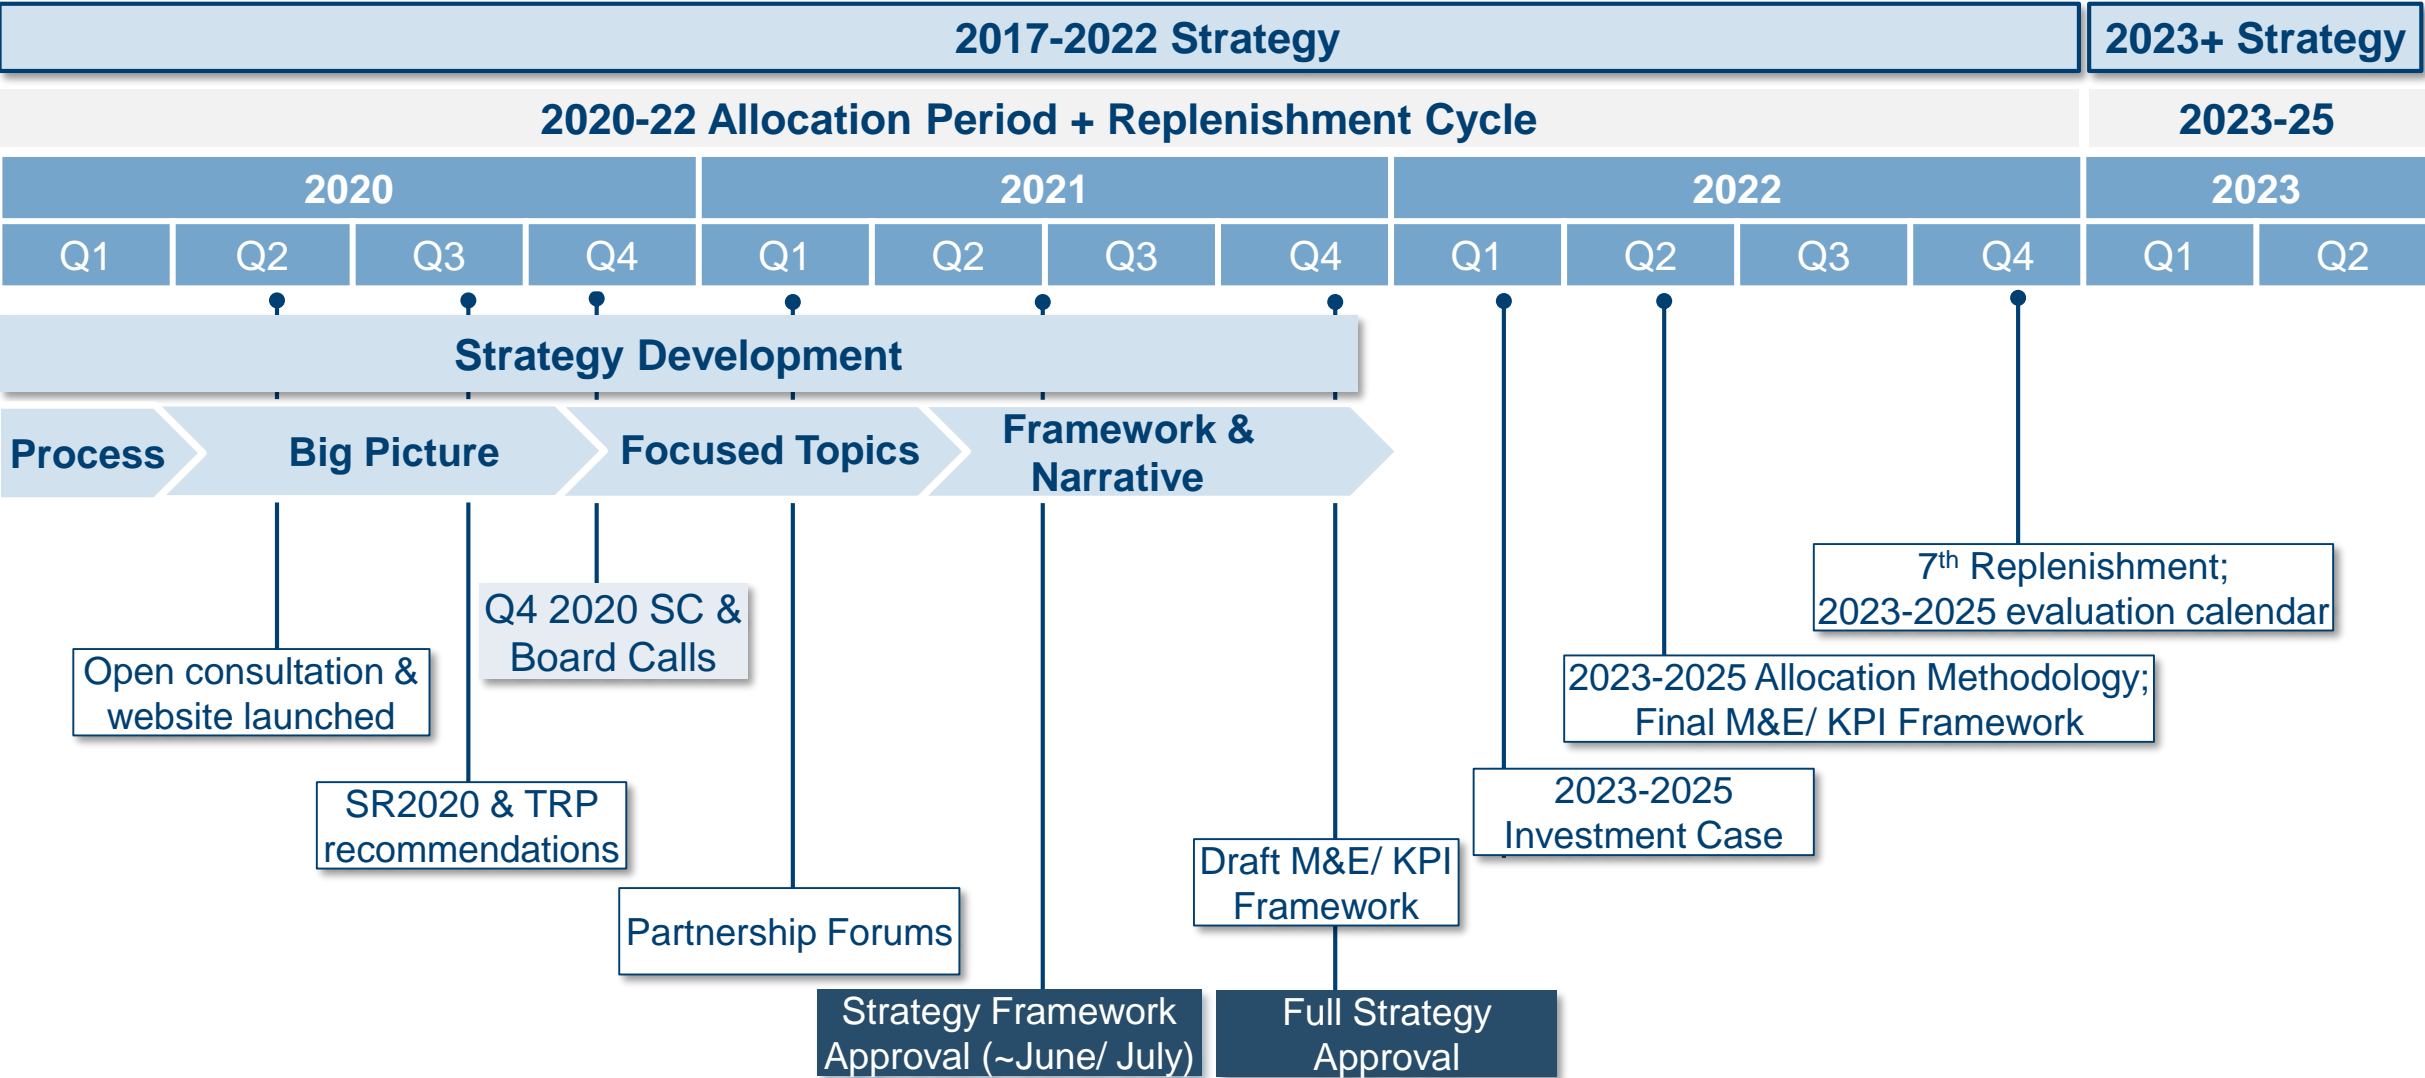 2017-2022 Strategy
2023+ Strategy
2020-22 Allocation Period + Replenishment Cycle
2023-25
2020
2021
2022
2023
Q1
Q2
Q3
Q4
Q1
Q2
Q3
Q4
Q1
Q2
Q3
Q4
Q1
Q2
Strategy Development
Process
Big Picture
Focused Topics
Framework &
Narrative
7th Replenishment;
2023-2025 evaluation calendar
Q4 2020 SC &
Board Calls
Open consultation &
website launched
2023-2025 Allocation Methodology;
Final M&E/ KPI Framework
SR2020 & TRP
recommendations
2023-2025
Investment Case
Draft M&E/ KPI
Framework
Partnership Forums
Strategy Framework
Approval (~June/ July)
Full Strategy
Approval